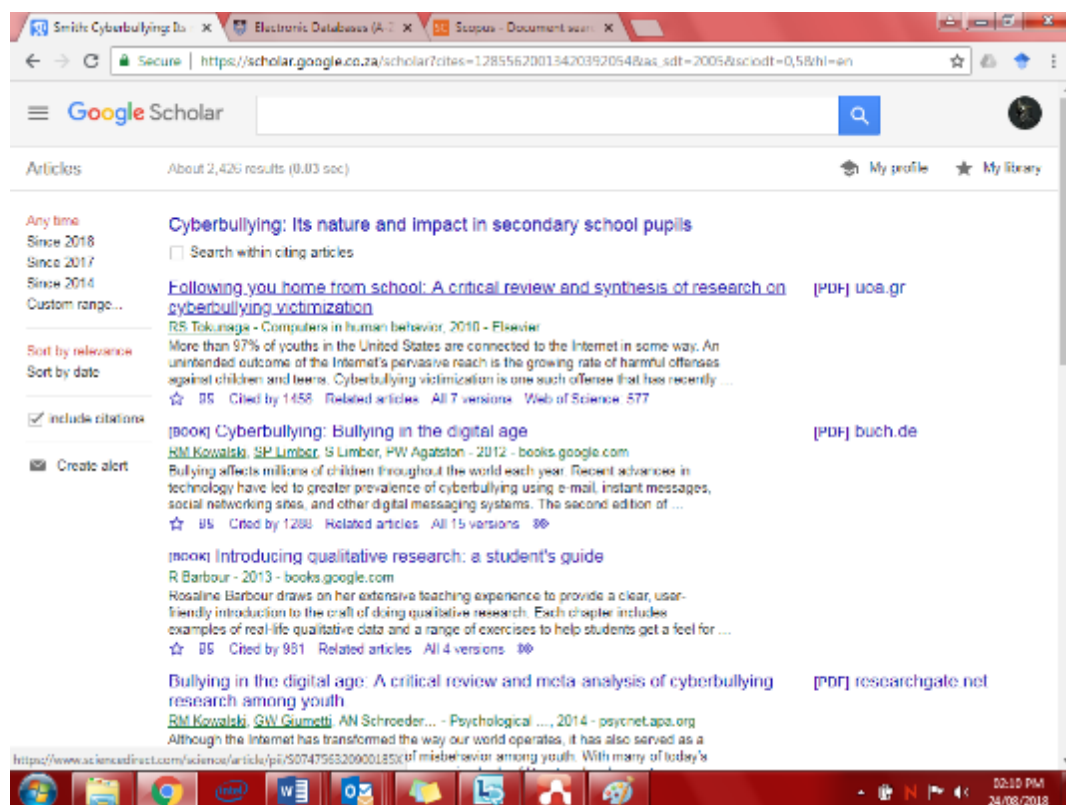 Smith: Cyberbullying: Its
Electronic Databases (A-Z
Scopus - Document sear
Secure | https://scholar.google.co.za/scholar?cites=12855620013420392054&as_sdt=2005&sciodt=0,5&hl=en
Google Scholar
Articles
About 2,426 results (0.03 sec)
My profile
My library
Any time
Since 2018
Since 2017
Since 2014
Custom range...
Sort by relevance
Sort by date
include citations
Create alert
Cyberbullying: Its nature and impact in secondary school pupils
Search within citing articles
Following you home from school: A critical review and synthesis of research on
cyberbullying victimization
[PDF] uoa.gr
RS Tokunaga - Computers in human behavior, 2010 - Elsevier
More than 97% of youths in the United States are connected to the Internet in some way. An
unintended outcome of the Internet's pervasive reach is the growing rate of harmful offenses
against children and teens. Cyberbullying victimization is one such offense that has recently ...
Cited by 1458 Related articles All 7 versions Web of Science: 577
[BOOK] Cyberbullying: Bullying in the digital age
[PDF] buch.de
RM Kowalski, SP Limber, S Limber, PW Agatston - 2012 - books.google.com
Bullying affects millions of children throughout the world each year. Recent advances in
technology have led to greater prevalence of cyberbullying using e-mail, instant messages,
social networking sites, and other digital messaging systems. The second edition of ...
Cited by 1288 Related articles All 15 versions
[BOOK] Introducing qualitative research: a student's guide
R Barbour - 2013 - books.google.com
Rosaline Barbour draws on her extensive teaching experience to provide a clear, user-
friendly introduction to the craft of doing qualitative research. Each chapter includes
examples of real-life qualitative data and a range of exercises to help students get a feel for ...
Cited by 981 Related articles All 4 versions
Bullying in the digital age: A critical review and meta-analysis of cyberbullying
research among youth
[PDF] researchgate.net
RM Kowalski, GW Giumetti, AN Schroeder... - Psychological ..., 2014 - psycnet.apa.org
Although the Internet has transformed the way our world operates, it has also served as a
of misbehavior among youth. With many of today's
https://www.sciencedirect.com/science/article/pii/S074756320900185X
intel
02:10 PM
24/08/2018